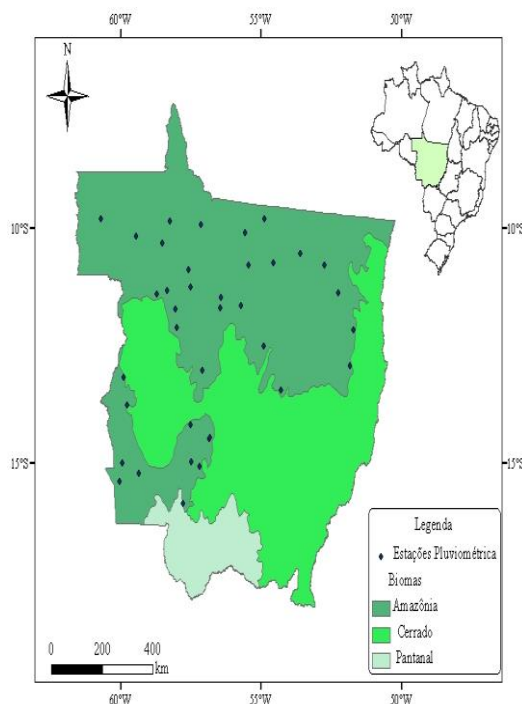 60°W 55°W 50°W
N
10°S 10°S
15°S 15°S
Legenda
Estações Pluviométrica
Biomas
Amazônia
Cerrado
Pantanal
0 200 400
km
60°W 55°W 50°W